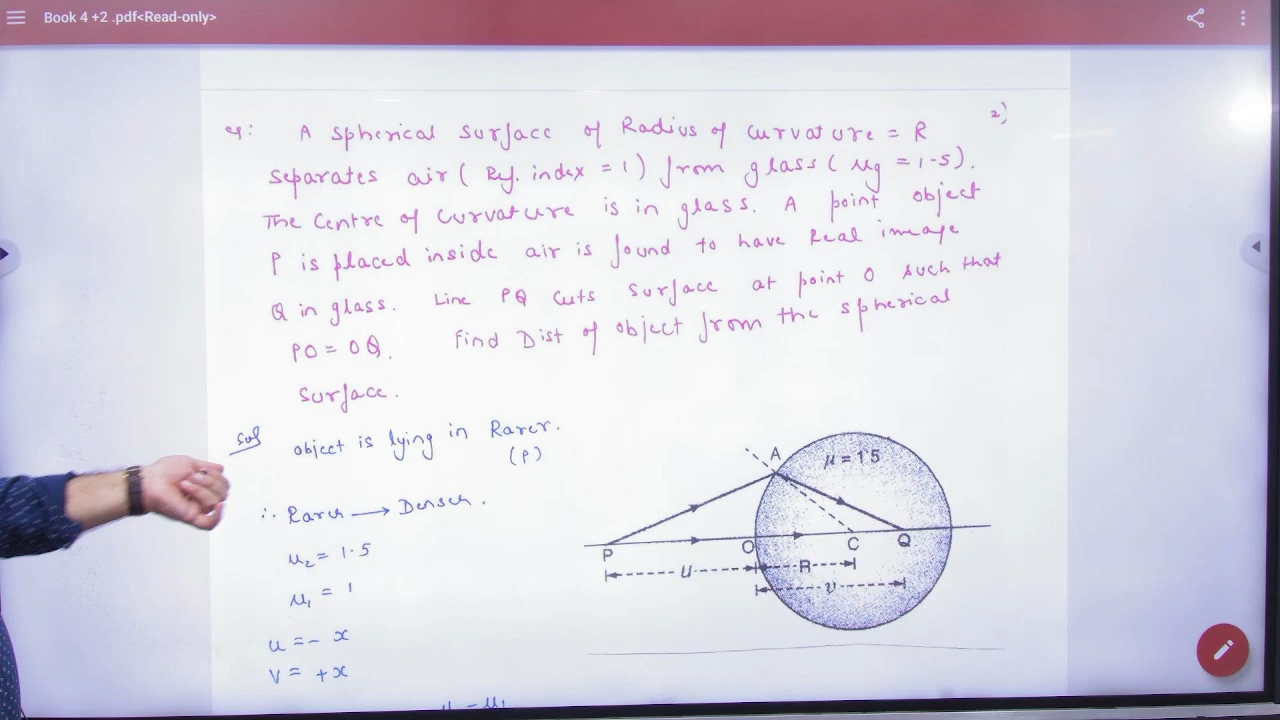 Book 4 +2 .pdf<Read-only>
2)
eg: A spherical surface of Radius of curvature = R
separates air ( Ref. index = 1 ) from glass ( μg = 1.5).
The Centre of Curvature is in glass. A point object
P is placed inside air is found to have Real image
Q in glass. Line PQ cuts surface at point O such that
PO = OQ. Find Dist of object from the spherical
surface.
Sol object is lying in Rarer.
(P)
∴ Rarer → Denser.
μ₂ = 1.5
μ₁ = 1
u = - x
v = + x
A
μ = 1.5
P O C Q
u R
v